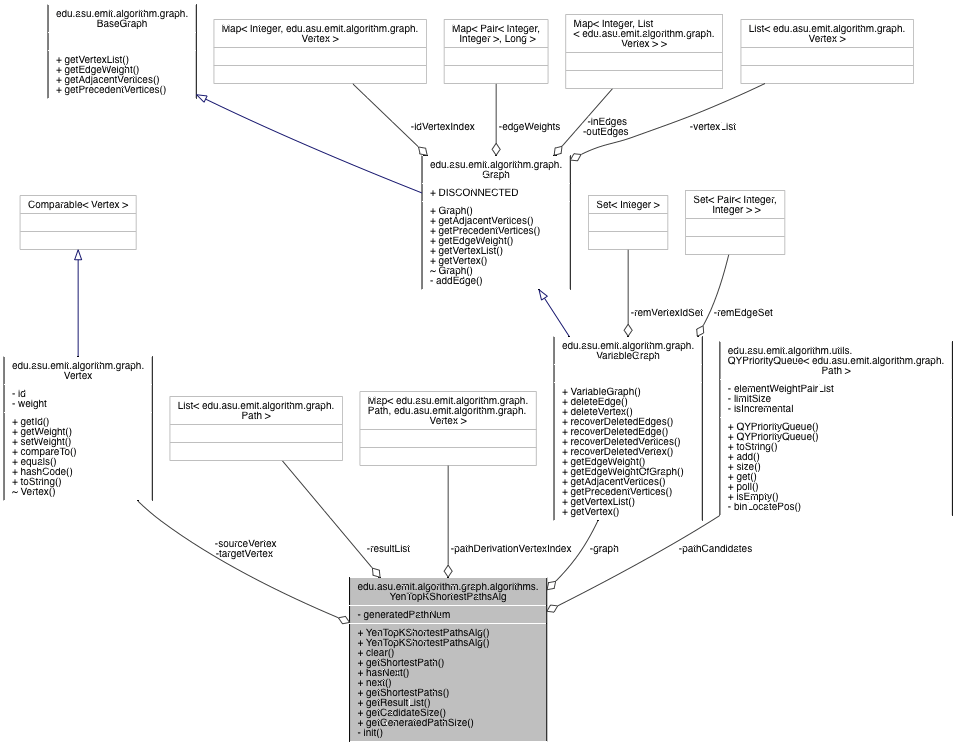 edu.asu.emit.algorithm.graph.
BaseGraph
+ getVertexList()
+ getEdgeWeight()
+ getAdjacentVertices()
+ getPrecedentVertices()
Map< Integer, edu.asu.emit.algorithm.graph.
Vertex >
Map< Pair< Integer,
Integer >, Long >
Map< Integer, List
< edu.asu.emit.algorithm.graph.
Vertex > >
List< edu.asu.emit.algorithm.graph.
Vertex >
-idVertexIndex
-edgeWeights
-inEdges
-outEdges
-vertexList
edu.asu.emit.algorithm.graph.
Graph
+ DISCONNECTED
+ Graph()
+ getAdjacentVertices()
+ getPrecedentVertices()
+ getEdgeWeight()
+ getVertexList()
+ getVertex()
~ Graph()
- addEdge()
Comparable< Vertex >
Set< Integer >
Set< Pair< Integer,
Integer > >
-remVertexIdSet
-remEdgeSet
edu.asu.emit.algorithm.graph.
Vertex
- id
- weight
+ getId()
+ getWeight()
+ setWeight()
+ compareTo()
+ equals()
+ hashCode()
+ toString()
~ Vertex()
List< edu.asu.emit.algorithm.graph.
Path >
Map< edu.asu.emit.algorithm.graph.
Path, edu.asu.emit.algorithm.graph.
Vertex >
edu.asu.emit.algorithm.graph.
VariableGraph
+ VariableGraph()
+ deleteEdge()
+ deleteVertex()
+ recoverDeletedEdges()
+ recoverDeletedEdge()
+ recoverDeletedVertices()
+ recoverDeletedVertex()
+ getEdgeWeight()
+ getEdgeWeightOfGraph()
+ getAdjacentVertices()
+ getPrecedentVertices()
+ getVertexList()
+ getVertex()
edu.asu.emit.algorithm.utils.
QYPriorityQueue< edu.asu.emit.algorithm.graph.
Path >
- elementWeightPairList
- limitSize
- isIncremental
+ QYPriorityQueue()
+ QYPriorityQueue()
+ toString()
+ add()
+ size()
+ get()
+ poll()
+ isEmpty()
- binLocatePos()
-sourceVertex
-targetVertex
-resultList
-pathDerivationVertexIndex
-graph
-pathCandidates
edu.asu.emit.algorithm.graph.algorithms.
YenTopKShortestPathsAlg
- generatedPathNum
+ YenTopKShortestPathsAlg()
+ YenTopKShortestPathsAlg()
+ clear()
+ getShortestPath()
+ hasNext()
+ next()
+ getShortestPaths()
+ getResultList()
+ getCadidateSize()
+ getGeneratedPathSize()
- init()